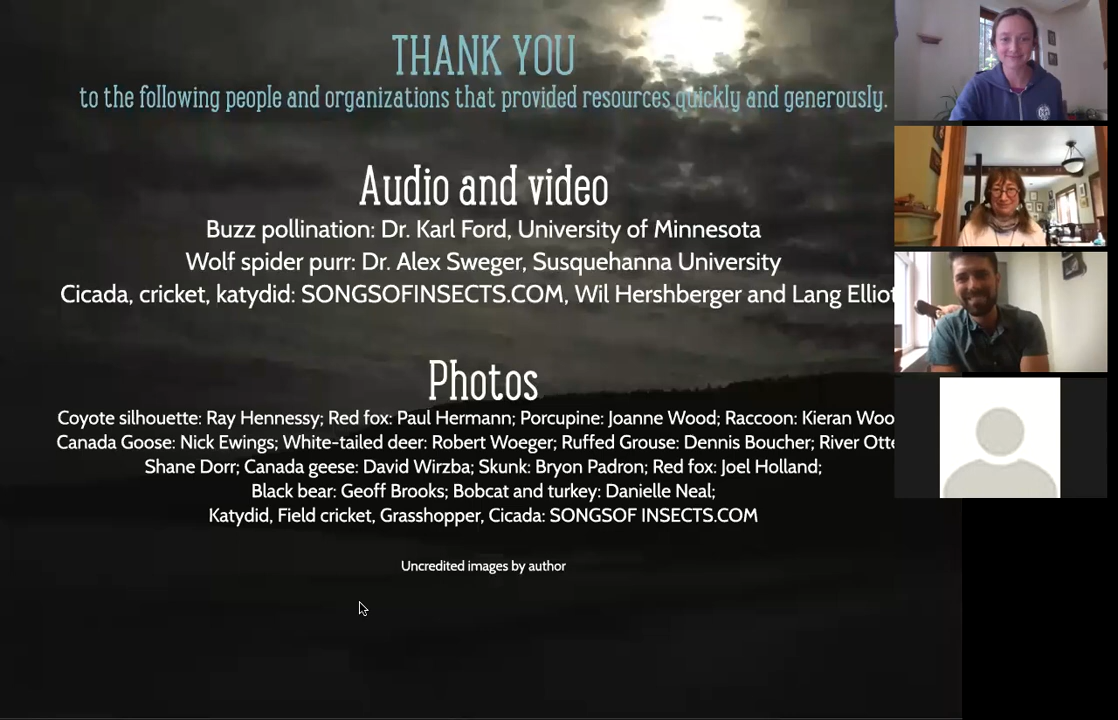 THANK YOU
to the following people and organizations that provided resources quickly and generously.
Audio and video
Buzz pollination: Dr. Karl Ford, University of Minnesota
Wolf spider purr: Dr. Alex Sweger, Susquehanna University
Cicada, cricket, katydid: SONGSOFINSECTS.COM, Wil Hershberger and Lang Elliot
Photos
Coyote silhouette: Ray Hennessy; Red fox: Paul Hermann; Porcupine: Joanne Wood; Raccoon: Kieran Woo
Canada Goose: Nick Ewings; White-tailed deer: Robert Woeger; Ruffed Grouse: Dennis Boucher; River Otte
Shane Dorr; Canada geese: David Wirzba; Skunk: Bryon Padron; Red fox: Joel Holland;
Black bear: Geoff Brooks; Bobcat and turkey: Danielle Neal;
Katydid, Field cricket, Grasshopper, Cicada: SONGSOF INSECTS.COM
Uncredited images by author